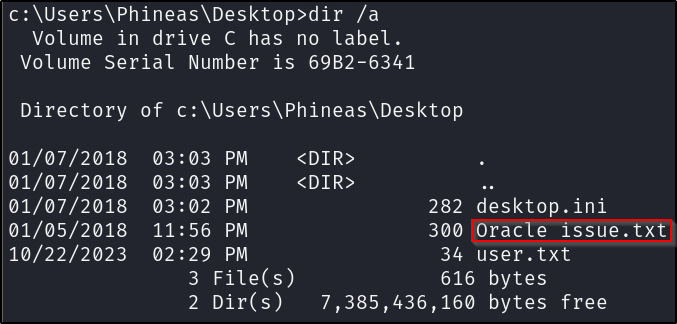 c:\Users\Phineas\Desktop>dir /a
Volume in drive C has no label.
Volume Serial Number is 69B2-6341
Directory of c:\Users\Phineas\Desktop
01/07/2018 03:03 PM <DIR> .
01/07/2018 03:03 PM <DIR> ..
01/07/2018 03:02 PM 282 desktop.ini
01/05/2018 11:56 PM 300 Oracle issue.txt
10/22/2023 02:29 PM 34 user.txt
3 File(s) 616 bytes
2 Dir(s) 7,385,436,160 bytes free